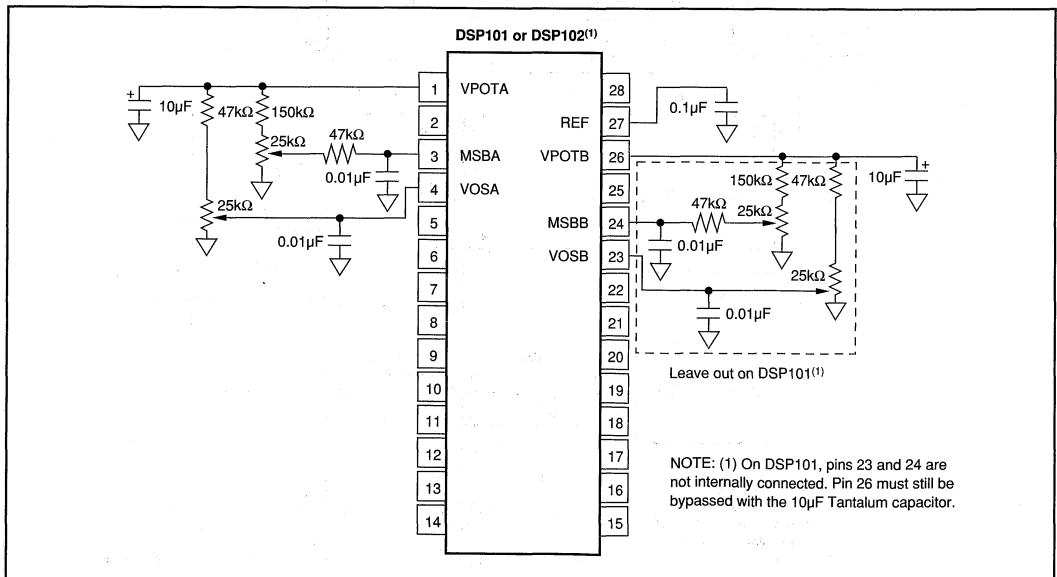 DSP101 or DSP102(1)
1 VPOTA
2
3 MSBA
4 VOSA
5
6
7
8
9
10
11
12
13
14
28
REF 27
VPOTB 26
25
MSBB 24
VOSB 23
22
21
20
19
18
17
16
15
+
10µF
47kΩ
150kΩ
25kΩ
47kΩ
0.01µF
25kΩ
0.01µF
0.1µF
+
10µF
150kΩ
47kΩ
47kΩ
25kΩ
0.01µF
25kΩ
0.01µF
Leave out on DSP101(1)
NOTE: (1) On DSP101, pins 23 and 24 are
not internally connected. Pin 26 must still be
bypassed with the 10µF Tantalum capacitor.